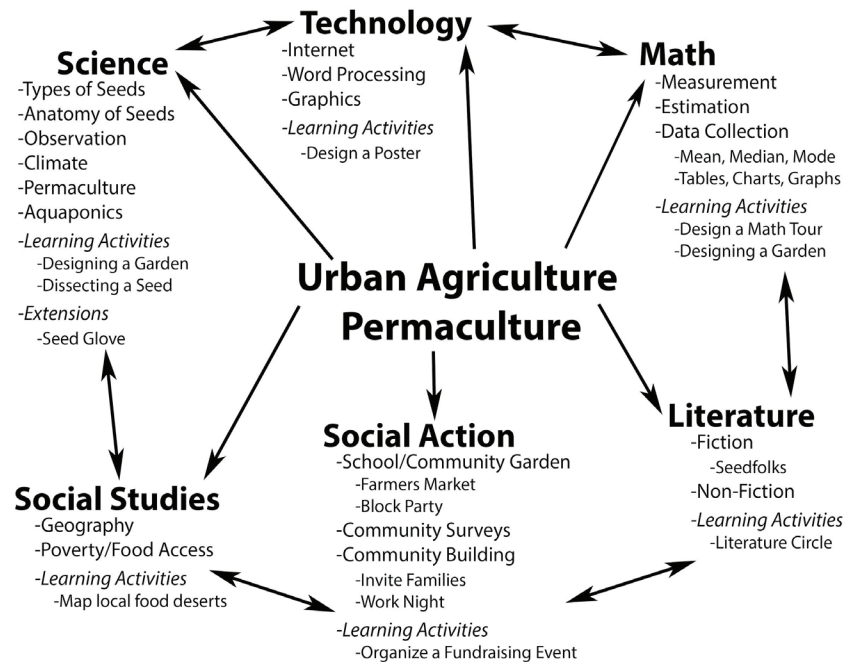 Technology
-Internet
-Word Processing
-Graphics
-Learning Activities
-Design a Poster
Science
-Types of Seeds
-Anatomy of Seeds
-Observation
-Climate
-Permaculture
-Aquaponics
-Learning Activities
-Designing a Garden
-Dissecting a Seed
-Extensions
-Seed Glove
Math
-Measurement
-Estimation
-Data Collection
-Mean, Median, Mode
-Tables, Charts, Graphs
-Learning Activities
-Design a Math Tour
-Designing a Garden
Urban Agriculture
Permaculture
Social Studies
-Geography
-Poverty/Food Access
-Learning Activities
-Map local food deserts
Social Action
-School/Community Garden
-Farmers Market
-Block Party
-Community Surveys
-Community Building
-Invite Families
-Work Night
-Learning Activities
-Organize a Fundraising Event
Literature
-Fiction
-Seedfolks
-Non-Fiction
-Learning Activities
-Literature Circle